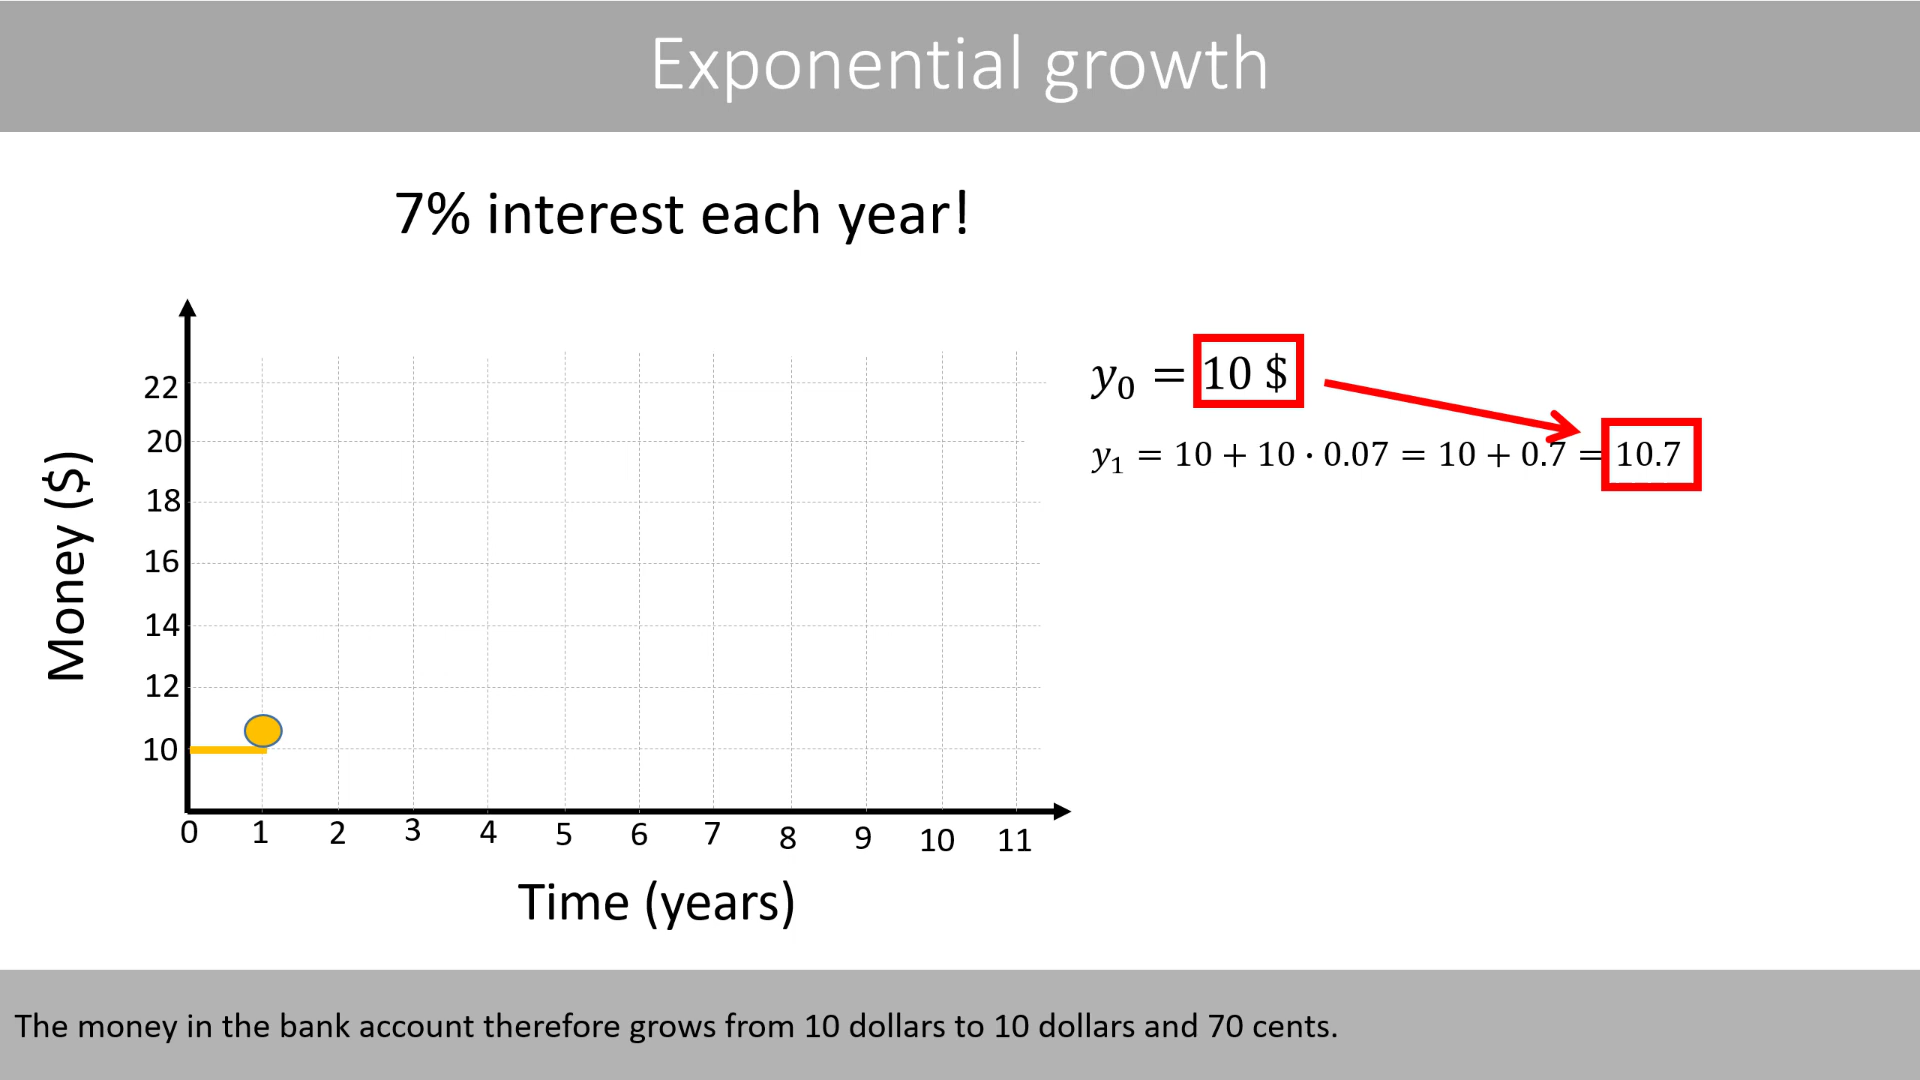 Exponential growth
7% interest each year!
y₀ = 10 $
y₁ = 10 + 10 · 0.07 = 10 + 0.7 = 10.7
Money ($)
22
20
18
16
14
12
10
0 1 2 3 4 5 6 7 8 9 10 11
Time (years)
The money in the bank account therefore grows from 10 dollars to 10 dollars and 70 cents.